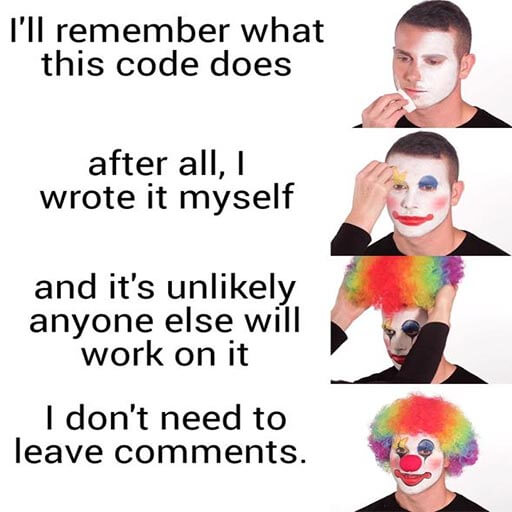 I'll remember what
this code does
after all, I
wrote it myself
and it's unlikely
anyone else will
work on it
I don't need to
leave comments.